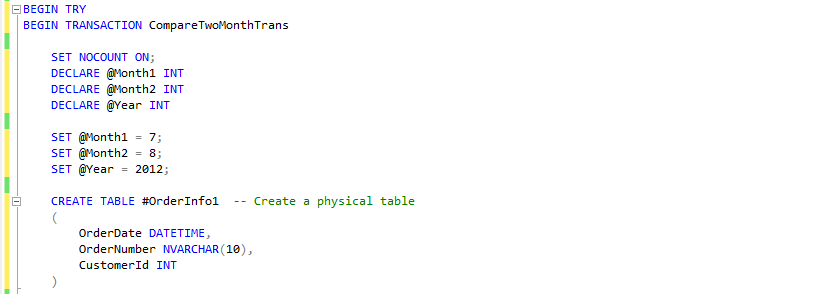 BEGIN TRY
BEGIN TRANSACTION CompareTwoMonthTrans
SET NOCOUNT ON;
DECLARE @Month1 INT
DECLARE @Month2 INT
DECLARE @Year INT
SET @Month1 = 7;
SET @Month2 = 8;
SET @Year = 2012;
CREATE TABLE #OrderInfo1  -- Create a physical table
(
OrderDate DATETIME,
OrderNumber NVARCHAR(10),
CustomerId INT
)